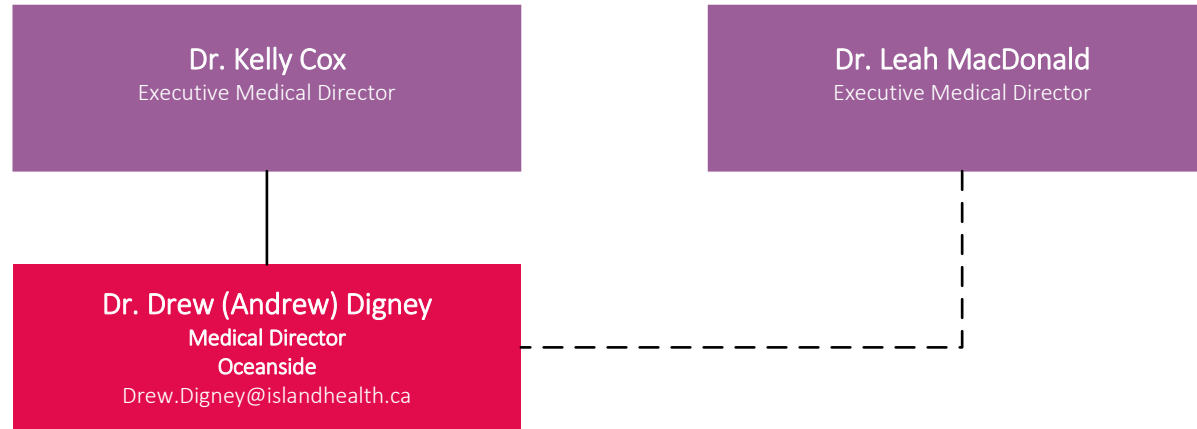 Dr. Kelly Cox
Executive Medical Director
Dr. Leah MacDonald
Executive Medical Director
Dr. Drew (Andrew) Digney
Medical Director
Oceanside
Drew.Digney@islandhealth.ca